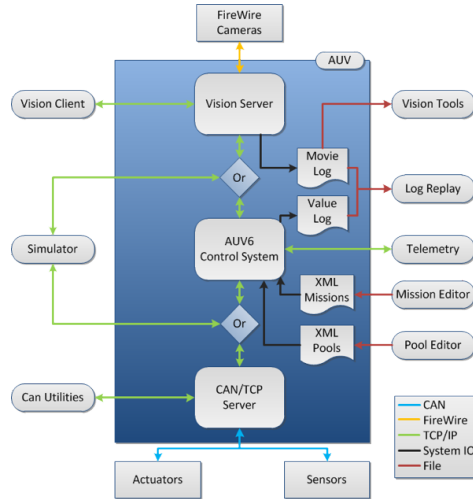 FireWire
Cameras
AUV
Vision Client
Vision Server
Vision Tools
Or
Movie
Log
Value
Log
Log Replay
Simulator
AUV6
Control System
Telemetry
XML
Missions
Mission Editor
Or
XML
Pools
Pool Editor
Can Utilities
CAN/TCP
Server
CAN
FireWire
TCP/IP
System IO
File
Actuators
Sensors